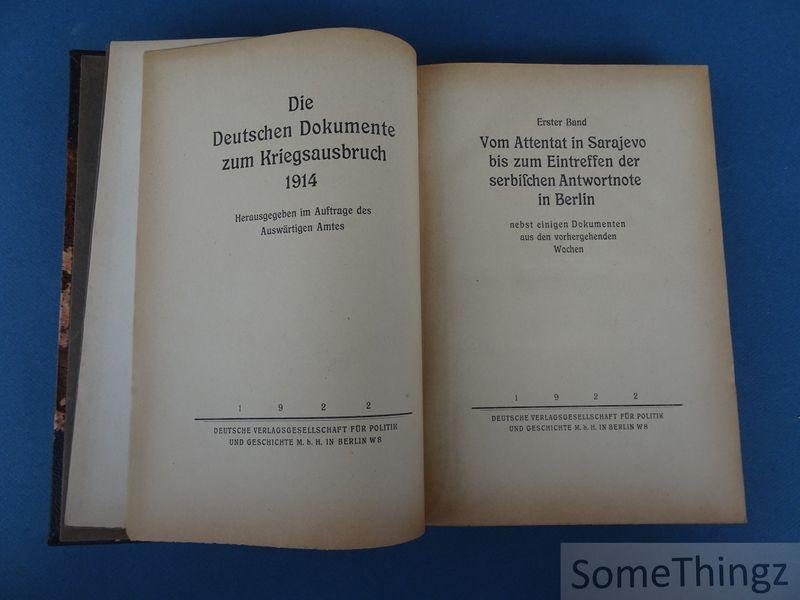 Die
Deutschen Dokumente
zum Kriegsausbruch
1914
Herausgegeben im Auftrage des
Auswärtigen Amtes
1 9 2 2
DEUTSCHE VERLAGSGESELLSCHAFT FÜR POLITIK
UND GESCHICHTE M. b. H. IN BERLIN W 8
Erster Band
Vom Attentat in Sarajevo
bis zum Eintreffen der
serbiſchen Antwortnote
in Berlin
nebst einigen Dokumenten
aus den vorhergehenden
Wochen
1 9 2 2
DEUTSCHE VERLAGSGESELLSCHAFT FÜR POLITIK
UND GESCHICHTE M. b. H. IN BERLIN W 8
SomeThingz